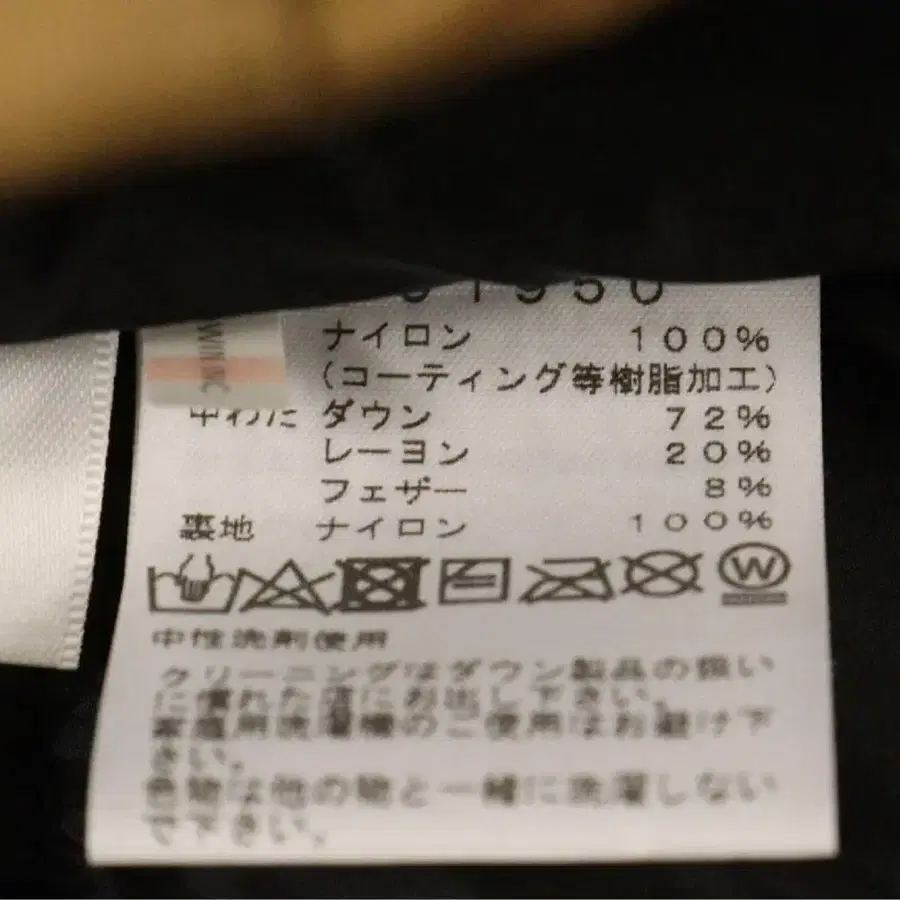 ナイロン 100%
(コーティング等樹脂加工)
中わた ダウン 72%
レーヨン 20%
フェザー 8%
裏地 ナイロン 100%
W
中性洗剤使用
クリーニングはダウン製品の扱い
に慣れた店にお出し下さい。
家庭用洗濯機のご使用はお避け下
さい。
色物は他の物と一緒に洗濯しない
で下さい。